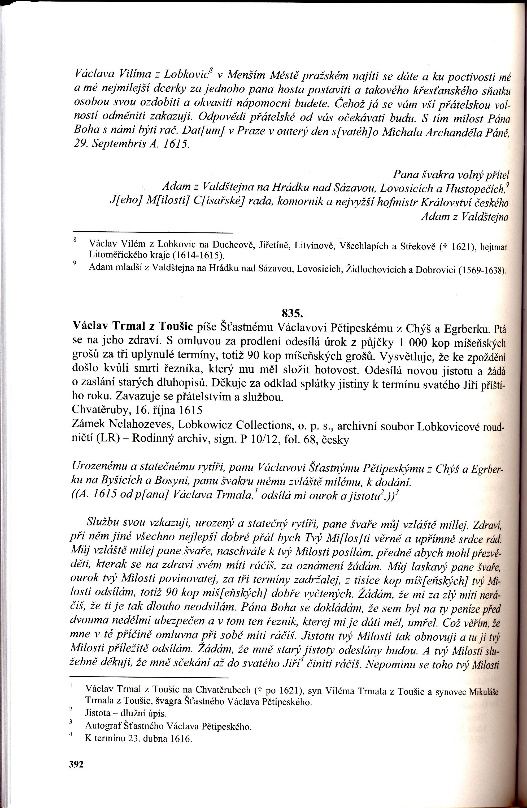 Václava Vilíma z Lobkovic⁸ v Menším Městě pražském najíti se dáte a ku poctivosti mé
a mé nejmilejší dcerky za jednoho pana hosta postaviti a takového křesťanského sňatku
osobou svou ozdobiti a okvasiti nápomocni budete. Čehož já se vám vší přátelskou vol-
ností odměniti zakazuji. Odpovědi přátelské od vás očekávati budu. S tím milost Pána
Boha s námi býti rač. Dat[um] v Praze v outerý den s[vatéh]o Michala Archanděla Páně,
29. Septembris A. 1615.
Pana švakra volný přítel
Adam z Valdštejna na Hrádku nad Sázavou, Lovosicích a Hustopečích,⁹
J[eho] M[ilosti] C[ísařské] rada, komorník a nejvyžší hofmistr Království českého
Adam z Valdštejna
⁸ Václav Vilém z Lobkovic na Duchcově, Jiřetíně, Litvínově, Všechlapích a Střekově († 1621), hejtman
Litoměřického kraje (1614-1615).
⁹ Adam mladší z Valdštejna na Hrádku nad Sázavou, Lovosicích, Židlochovicích a Dobrovici (1569-1638).
835.
Václav Trmal z Toušic píše Šťastnému Václavovi Pětipeskému z Chýš a Egrberku. Ptá
se na jeho zdraví. S omluvou za prodlení odesílá úrok z půjčky 1 000 kop míšeňských
grošů za tři uplynulé termíny, totiž 90 kop míšeňských grošů. Vysvětluje, že ke zpoždění
došlo kvůli smrti řezníka, který mu měl složit hotovost. Odesílá novou jistotu a žádá
o zaslání starých dluhopisů. Děkuje za odklad splátky jistiny k termínu svatého Jiří příští-
ho roku. Zavazuje se přátelstvím a službou.
Chvatěruby, 16. října 1615
Zámek Nelahozeves, Lobkowicz Collections, o. p. s., archivní soubor Lobkovicové roud-
ničtí (LR) – Rodinný archiv, sign. P 10/12, fol. 68, česky
Urozenému a statečnému rytíři, panu Václavovi Šťastnýmu Pětipeskýmu z Chýš a Egrber-
ku na Byšicích a Bosyni, panu švakru mému zvláště milému, k dodání.
((A. 1615 od p[ana] Václava Trmala,¹ odsílá mi ourok a jistotu².))³
Službu svou vzkazuji, urozený a statečný rytíři, pane švaře můj vzláště millej. Zdraví,
při něm jiné všechno nejlepší dobré přál bych Tvý Mi[los]ti věrně a upřímně srdce rád.
Můj vzláště milej pane švaře, naschvále k tvý Milosti posílám, předně abych mohl přezvě-
děti, kterak se na zdraví svém míti ráčíš, za oznámení žádám. Můj laskavý pane švaře,
ourok tvý Milosti povinovatej, za tři termíny zadržalej, z tisíce kop míš[eňských] tvý Mi-
losti odsílám, totiž 90 kop míš[eňských] dobře vyčtených. Žádám, že mi za zlý míti nerá-
číš, že ti je tak dlouho neodsílám. Pána Boha se dokládám, že sem byl na ty peníze před
dvouma nedělmi ubezpečen a v tom ten řezník, kterej mi je dáti měl, umřel. Což věřím, že
mne v té příčině omluvna při sobě míti ráčíš. Jistotu tvý Milosti tak obnovuji a tu ji tvý
Milosti příležitě odsílám. Žádám, že mně starý jistoty odeslány budou. A tvý Milosti slu-
žebně děkuji, že mně sčekání až do svatého Jiří⁴ činiti ráčíš. Nepominu se toho tvý Milosti
¹ Václav Trmal z Toušic na Chvatěrubech († po 1621), syn Viléma Trmala z Toušic a synovec Mikuláše
Trmala z Toušic, švagra Šťastného Václava Pětipeského.
² Jistota – dlužní úpis.
³ Autograf Šťastného Václava Pětipeského.
⁴ K termínu 23. dubna 1616.
392